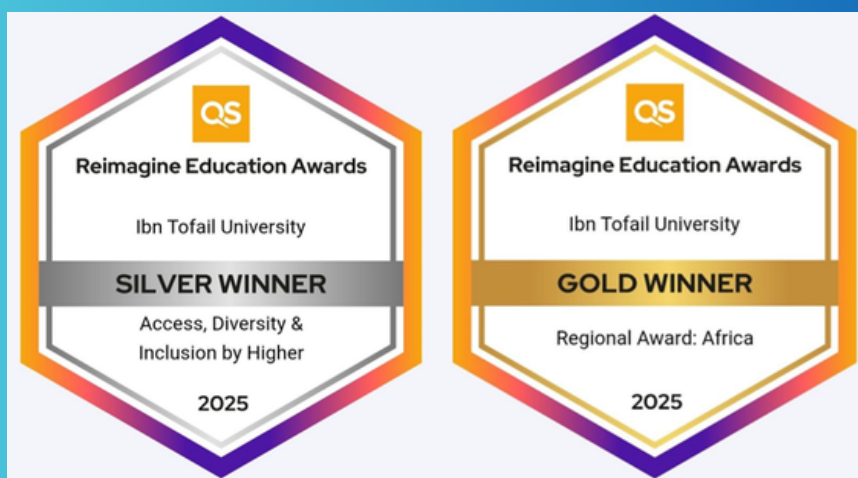 QS
Reimagine Education Awards
Ibn Tofail University
SILVER WINNER
Access, Diversity &
Inclusion by Higher
2025
QS
Reimagine Education Awards
Ibn Tofail University
GOLD WINNER
Regional Award: Africa
2025